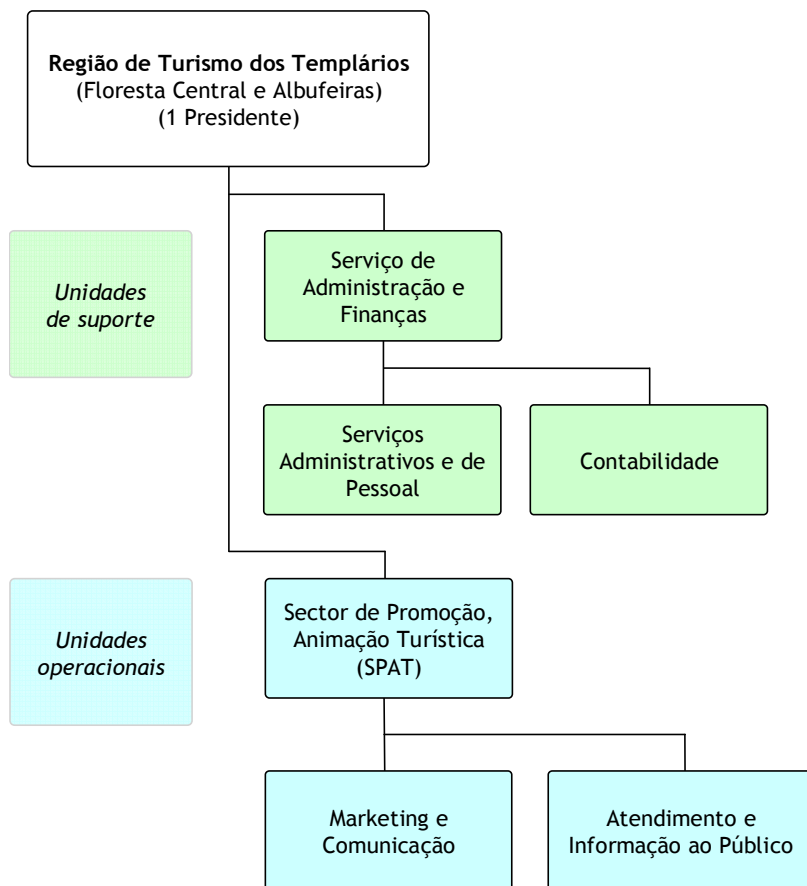 Região de Turismo dos Templários
(Floresta Central e Albufeiras)
(1 Presidente)
Unidades
de suporte
Serviço de
Administração e
Finanças
Serviços
Administrativos e de
Pessoal
Contabilidade
Unidades
operacionais
Sector de Promoção,
Animação Turística
(SPAT)
Marketing e
Comunicação
Atendimento e
Informação ao Público